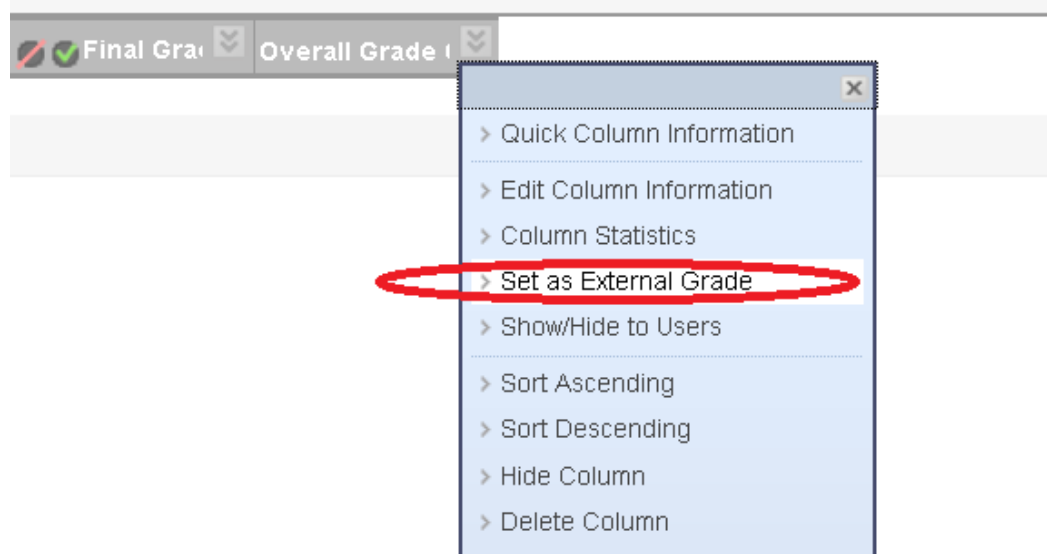 Final Gra
Overall Grade
Quick Column Information
Edit Column Information
Column Statistics
Set as External Grade
Show/Hide to Users
Sort Ascending
Sort Descending
Hide Column
Delete Column